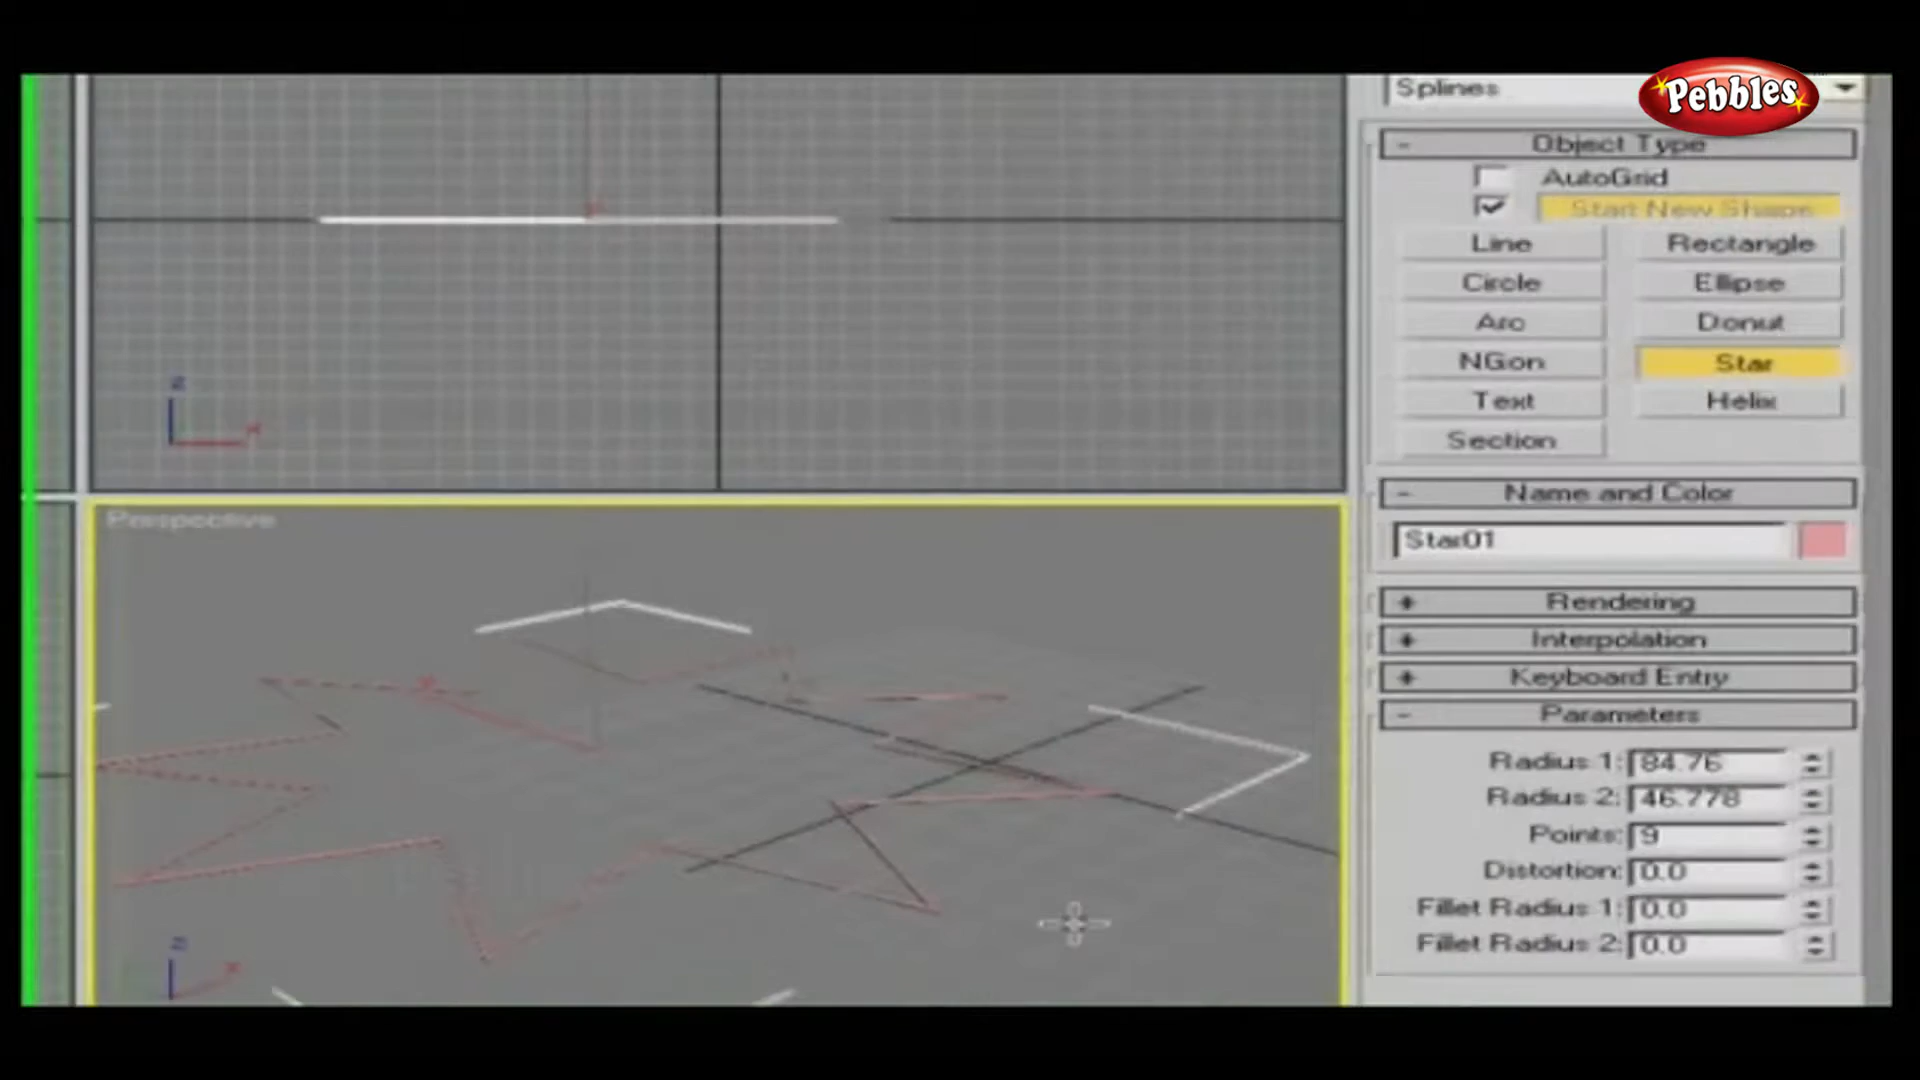 Splines
Pebbles
- Object Type
AutoGrid
Start New Shape
Line Rectangle
Circle Ellipse
Arc Donut
NGon Star
Text Helix
Section
- Name and Color
Star01
+ Rendering
+ Interpolation
+ Keyboard Entry
- Parameters
Radius 1: 84.76
Radius 2: 46.778
Points: 9
Distortion: 0.0
Fillet Radius 1: 0.0
Fillet Radius 2: 0.0
z
x
Perspective
x
z
x